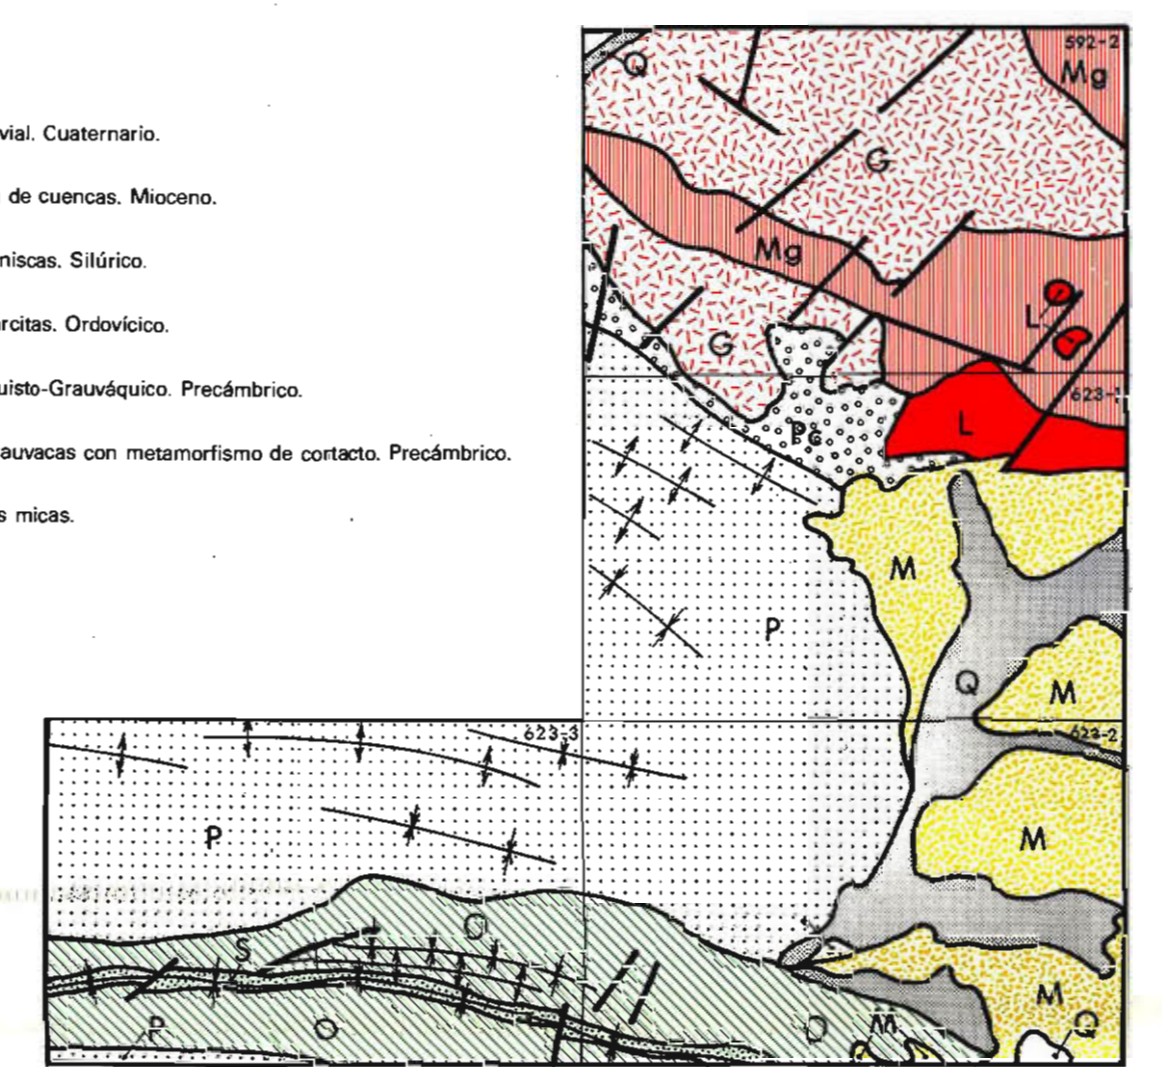 vial. Cuaternario.
de cuencas. Mioceno.
niscas. Silúrico.
rcitas. Ordovícico.
uisto-Grauváquico. Precámbrico.
auvacas con metamorfismo de contacto. Precámbrico.
s micas.
592-2
Q
Mg
G
Mg
L
G
623-1
Pc
L
M
P
Q
M
623-3
623-2
P
M
O
S
M
P
O
O
M
Q